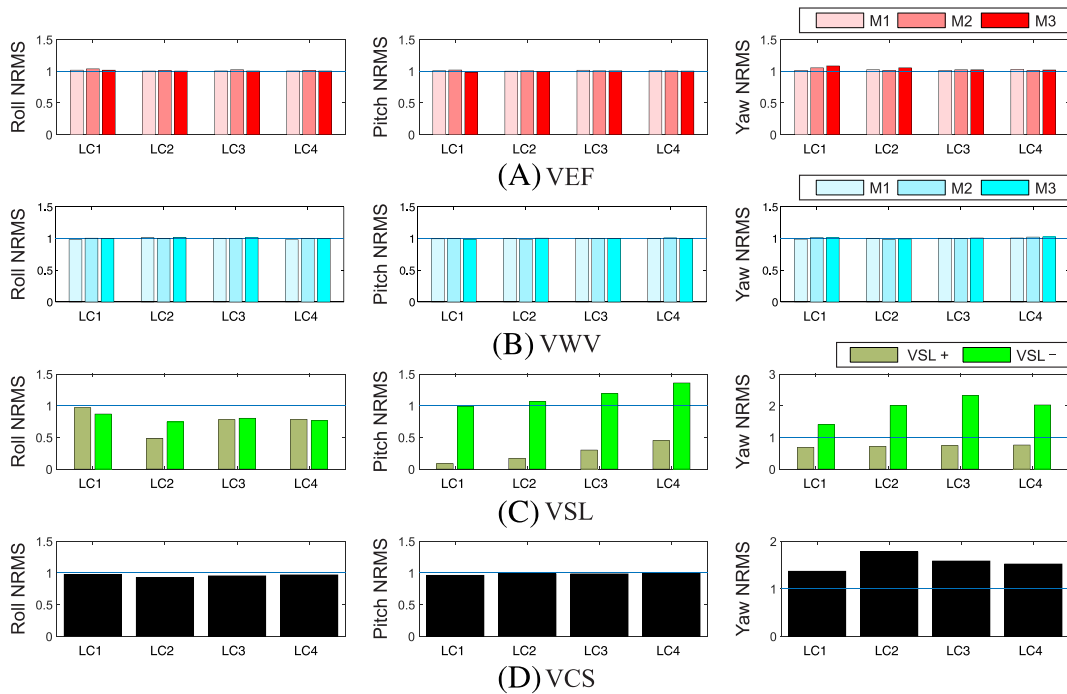 M1 M2 M3
1.5 1 0.5 0 Roll NRMS LC1 LC2 LC3 LC4
1.5 1 0.5 0 Pitch NRMS LC1 LC2 LC3 LC4
1.5 1 0.5 0 Yaw NRMS LC1 LC2 LC3 LC4
(A) VEF
M1 M2 M3
1.5 1 0.5 0 Roll NRMS LC1 LC2 LC3 LC4
1.5 1 0.5 0 Pitch NRMS LC1 LC2 LC3 LC4
1.5 1 0.5 0 Yaw NRMS LC1 LC2 LC3 LC4
(B) VWV
VSL + VSL −
1.5 1 0.5 0 Roll NRMS LC1 LC2 LC3 LC4
1.5 1 0.5 0 Pitch NRMS LC1 LC2 LC3 LC4
3 2 1 0 Yaw NRMS LC1 LC2 LC3 LC4
(C) VSL
1.5 1 0.5 0 Roll NRMS LC1 LC2 LC3 LC4
1.5 1 0.5 0 Pitch NRMS LC1 LC2 LC3 LC4
2 1 0 Yaw NRMS LC1 LC2 LC3 LC4
(D) VCS